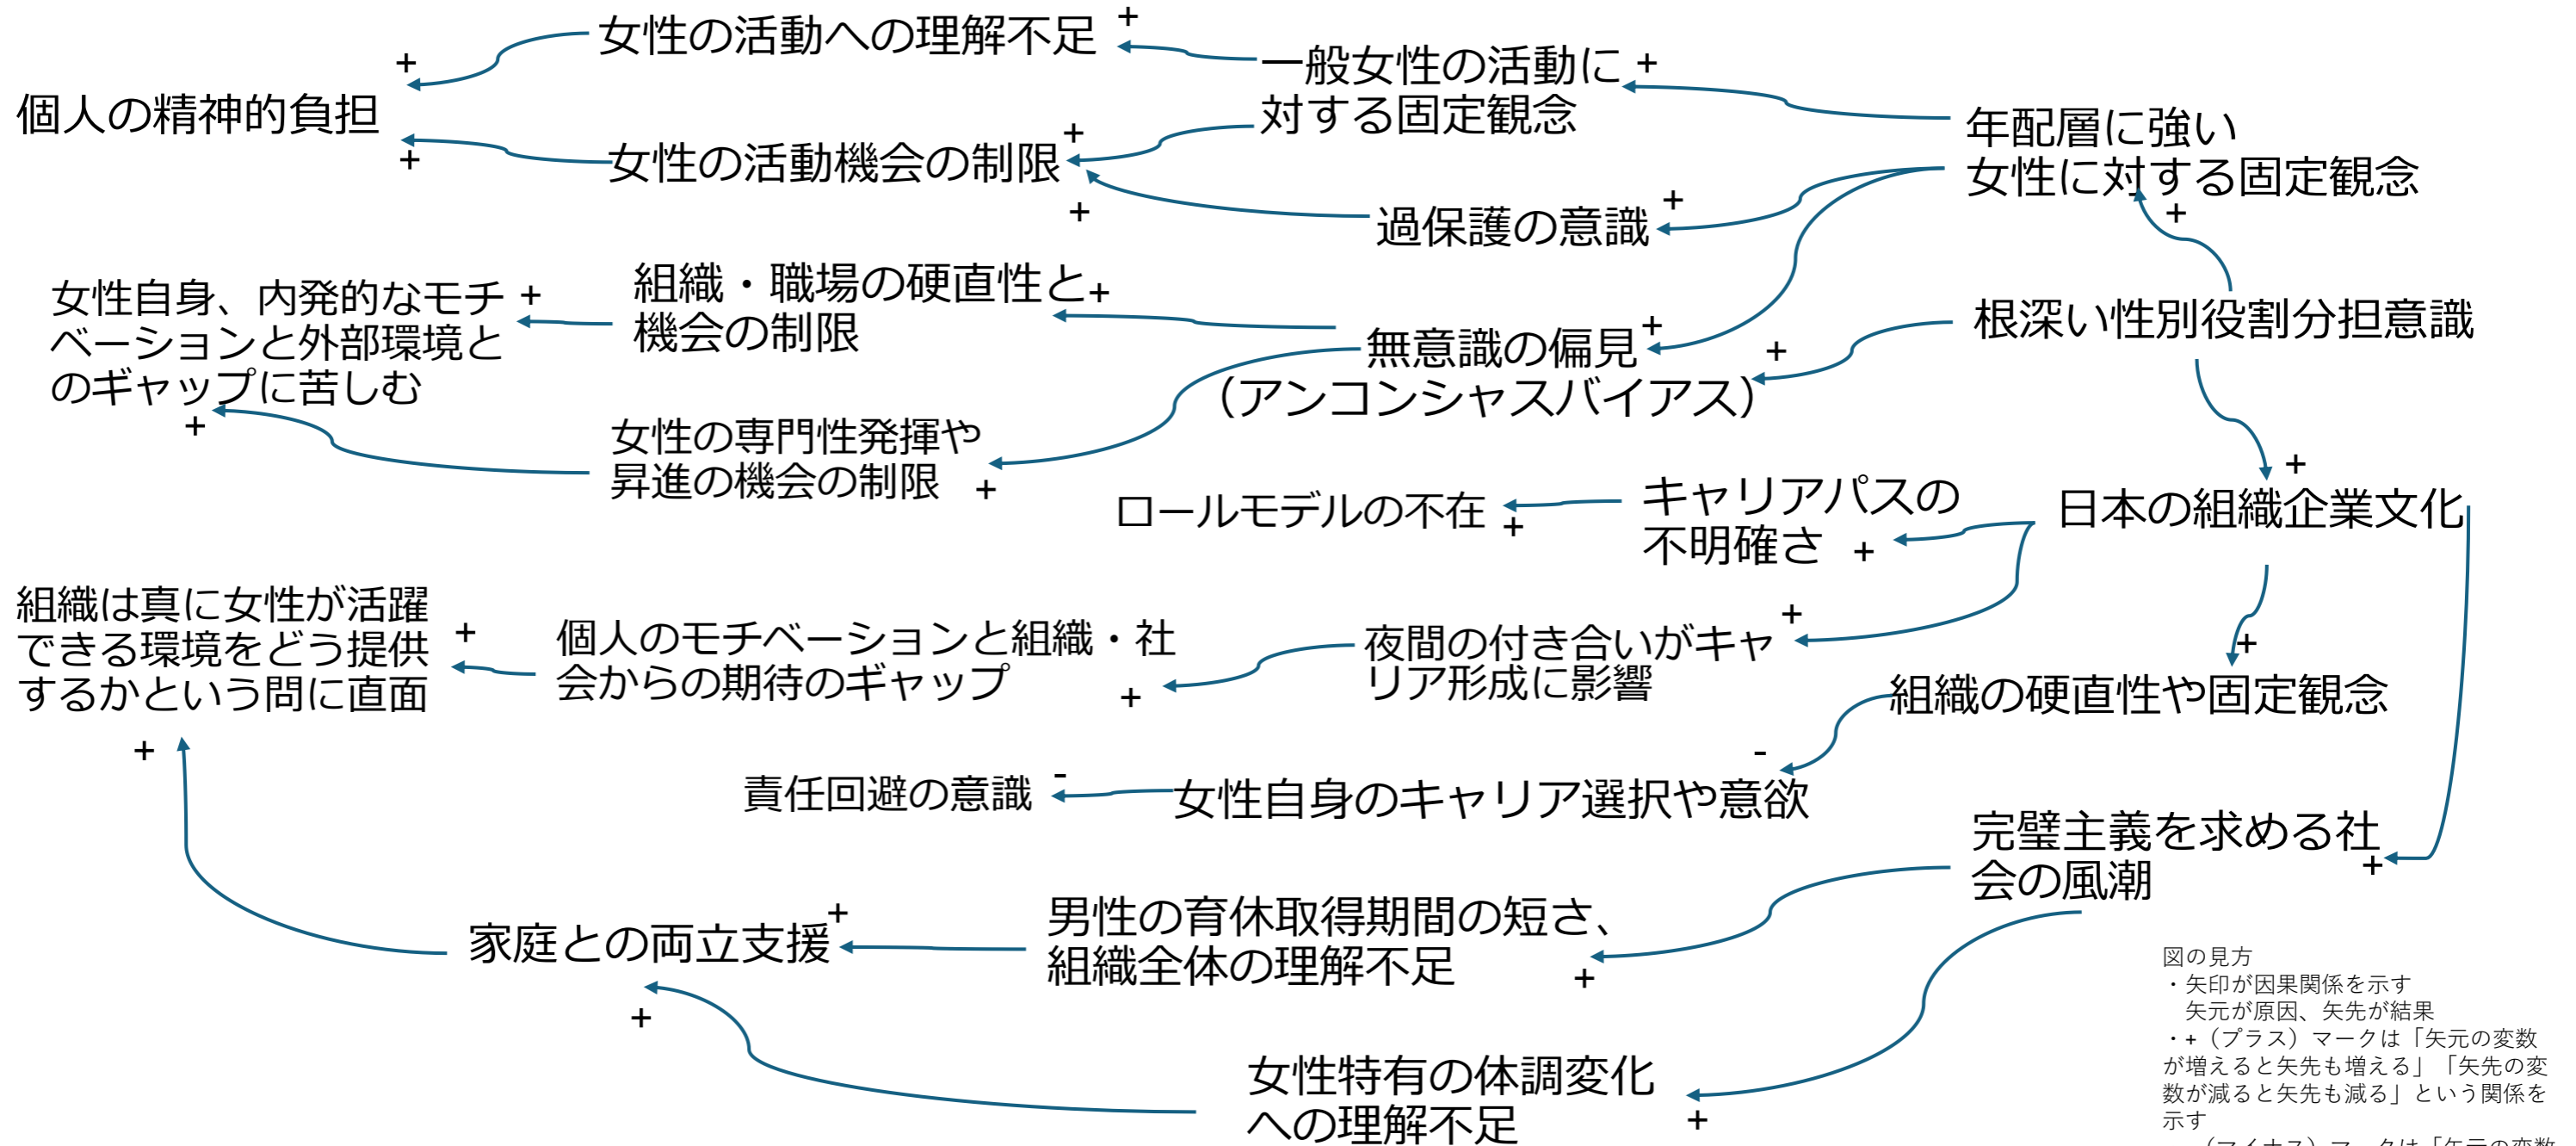 女性の活動への理解不足
+
+
個人の精神的負担
+
女性の活動機会の制限
+
+
一般女性の活動に
対する固定観念
+
年配層に強い
女性に対する固定観念
+
過保護の意識
+
女性自身、内発的なモチ
ベーションと外部環境と
のギャップに苦しむ
+
+
組織・職場の硬直性と
機会の制限
+
無意識の偏見
(アンコンシャスバイアス)
+
+
根深い性別役割分担意識
女性の専門性発揮や
昇進の機会の制限
+
ロールモデルの不在
+
キャリアパスの
不明確さ
+
日本の組織企業文化
+
組織は真に女性が活躍
できる環境をどう提供
するかという問に直面
+
+
個人のモチベーションと組織・社
会からの期待のギャップ
+
夜間の付き合いがキャ
リア形成に影響
+
組織の硬直性や固定観念
+
責任回避の意識
-
女性自身のキャリア選択や意欲
-
完璧主義を求める社
会の風潮
+
家庭との両立支援
+
+
男性の育休取得期間の短さ、
組織全体の理解不足
+
女性特有の体調変化
への理解不足
+
図の見方
・矢印が因果関係を示す
矢元が原因、矢先が結果
・+（プラス）マークは「矢元の変数
が増えると矢先も増える」「矢先の変
数が減ると矢先も減る」という関係を
示す
（マイナス）マークは「矢元の変数